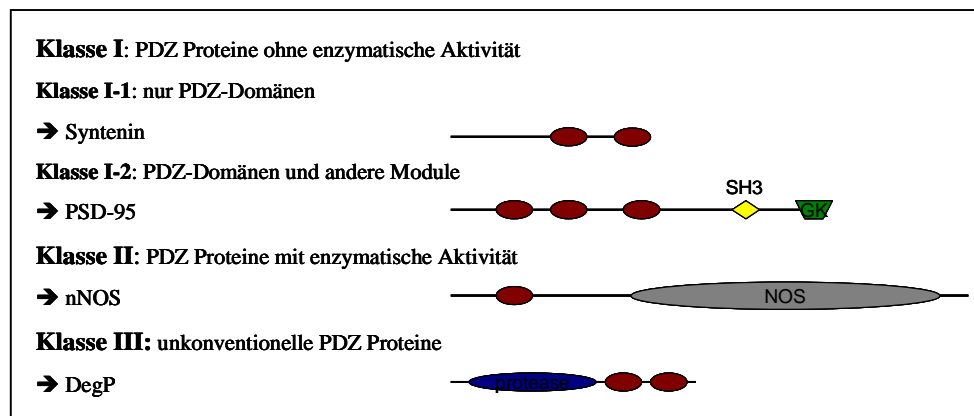 Klasse I: PDZ Proteine ohne enzymatische Aktivität
Klasse I-1: nur PDZ-Domänen
➔ Syntenin
Klasse I-2: PDZ-Domänen und andere Module
SH3
➔ PSD-95
GK
Klasse II: PDZ Proteine mit enzymatische Aktivität
➔ nNOS
NOS
Klasse III: unkonventionelle PDZ Proteine
➔ DegP
protease